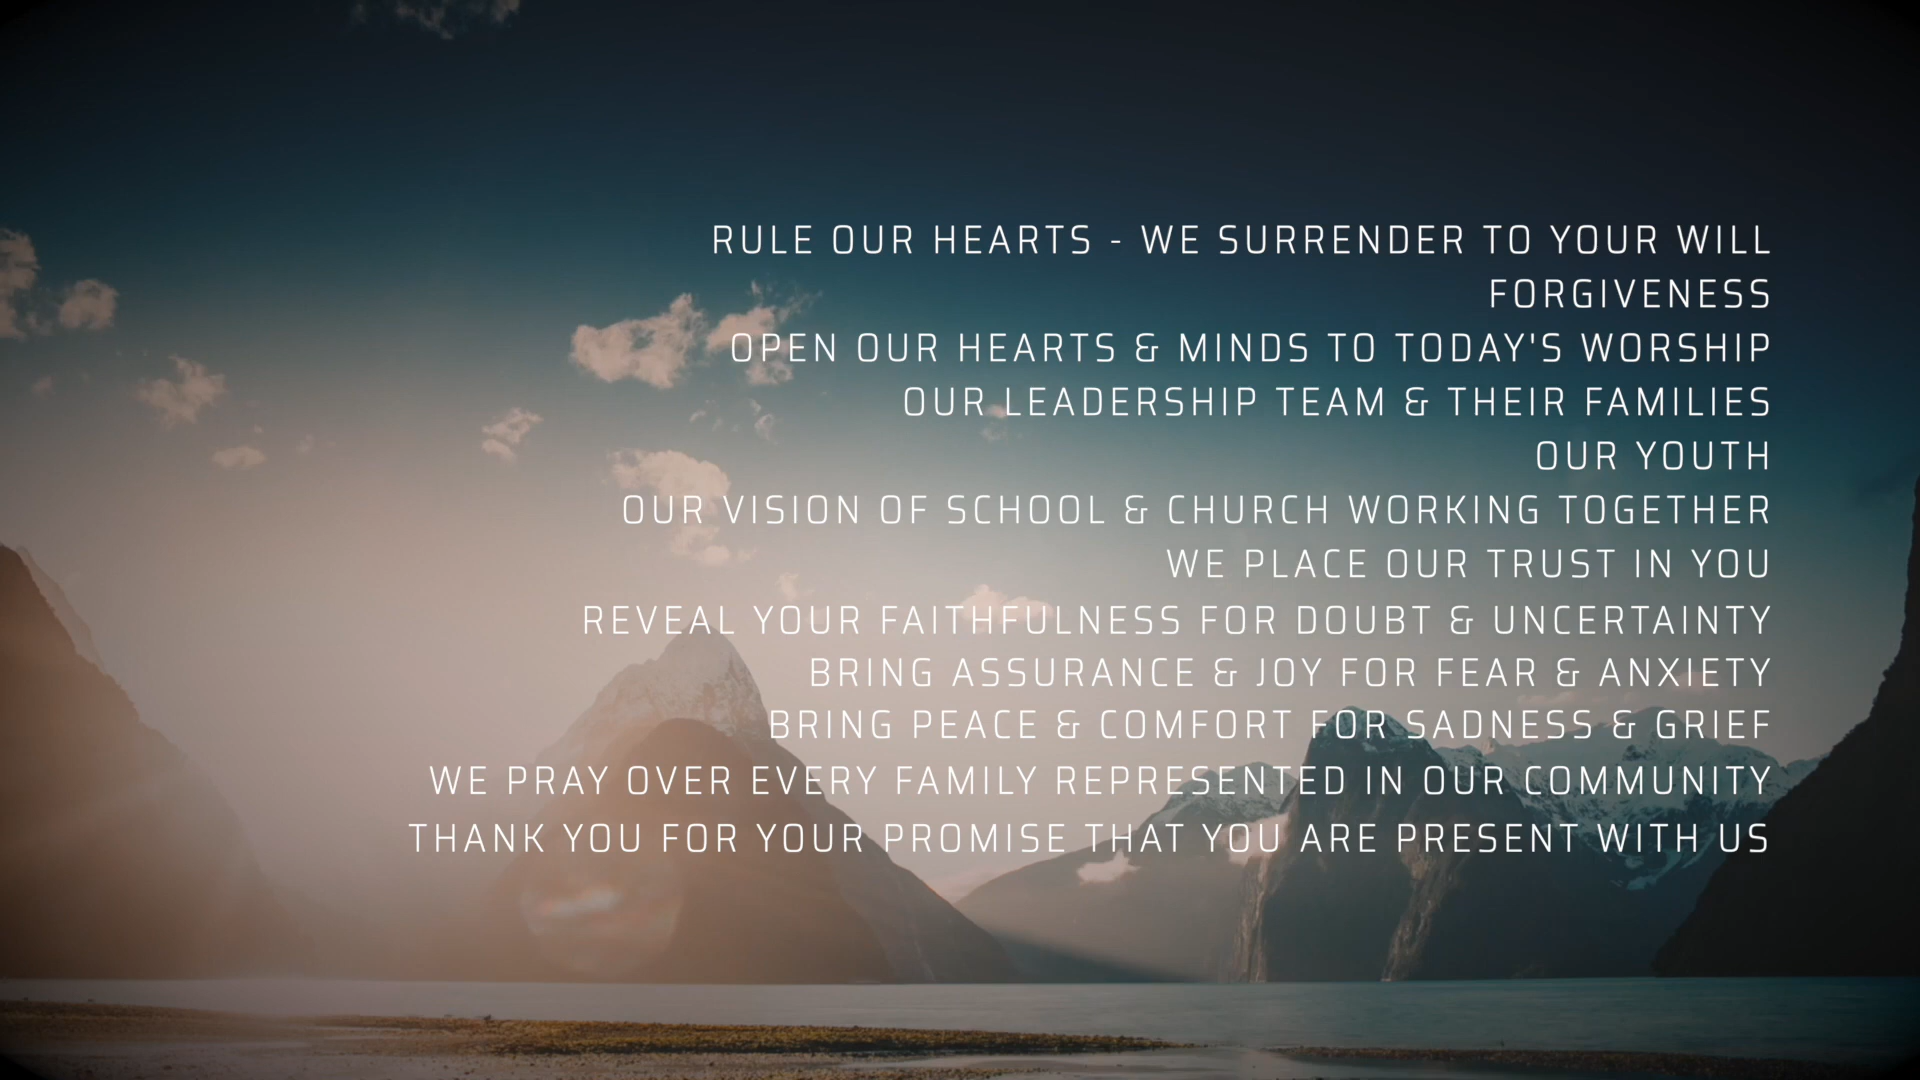 RULE OUR HEARTS - WE SURRENDER TO YOUR WILL
FORGIVENESS
OPEN OUR HEARTS & MINDS TO TODAY'S WORSHIP
OUR LEADERSHIP TEAM & THEIR FAMILIES
OUR YOUTH
OUR VISION OF SCHOOL & CHURCH WORKING TOGETHER
WE PLACE OUR TRUST IN YOU
REVEAL YOUR FAITHFULNESS FOR DOUBT & UNCERTAINTY
BRING ASSURANCE & JOY FOR FEAR & ANXIETY
BRING PEACE & COMFORT FOR SADNESS & GRIEF
WE PRAY OVER EVERY FAMILY REPRESENTED IN OUR COMMUNITY
THANK YOU FOR YOUR PROMISE THAT YOU ARE PRESENT WITH US